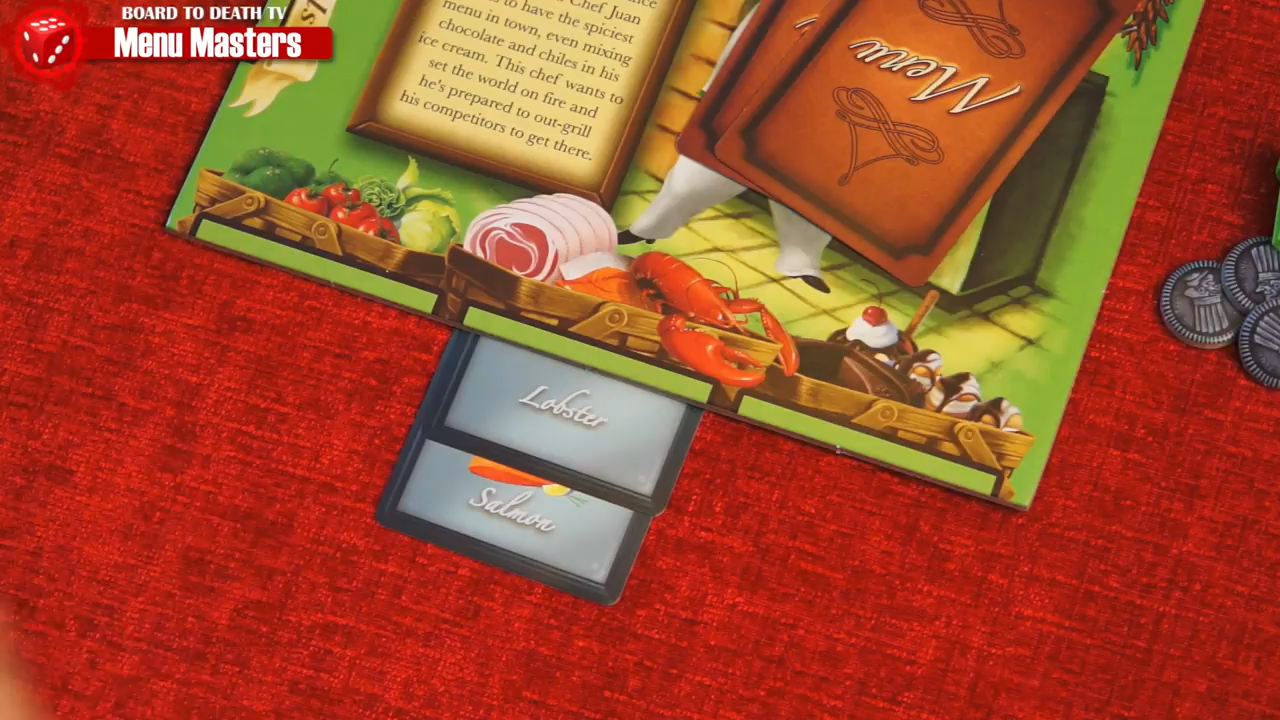 BOARD TO DEATH TV
Menu Masters
Chef Juan
to have the spiciest
menu in town, even mixing
chocolate and chiles in his
ice cream. This chef wants to
set the world on fire and
he's prepared to out-grill
his competitors to get there.
Menu
Lobster
Salmon